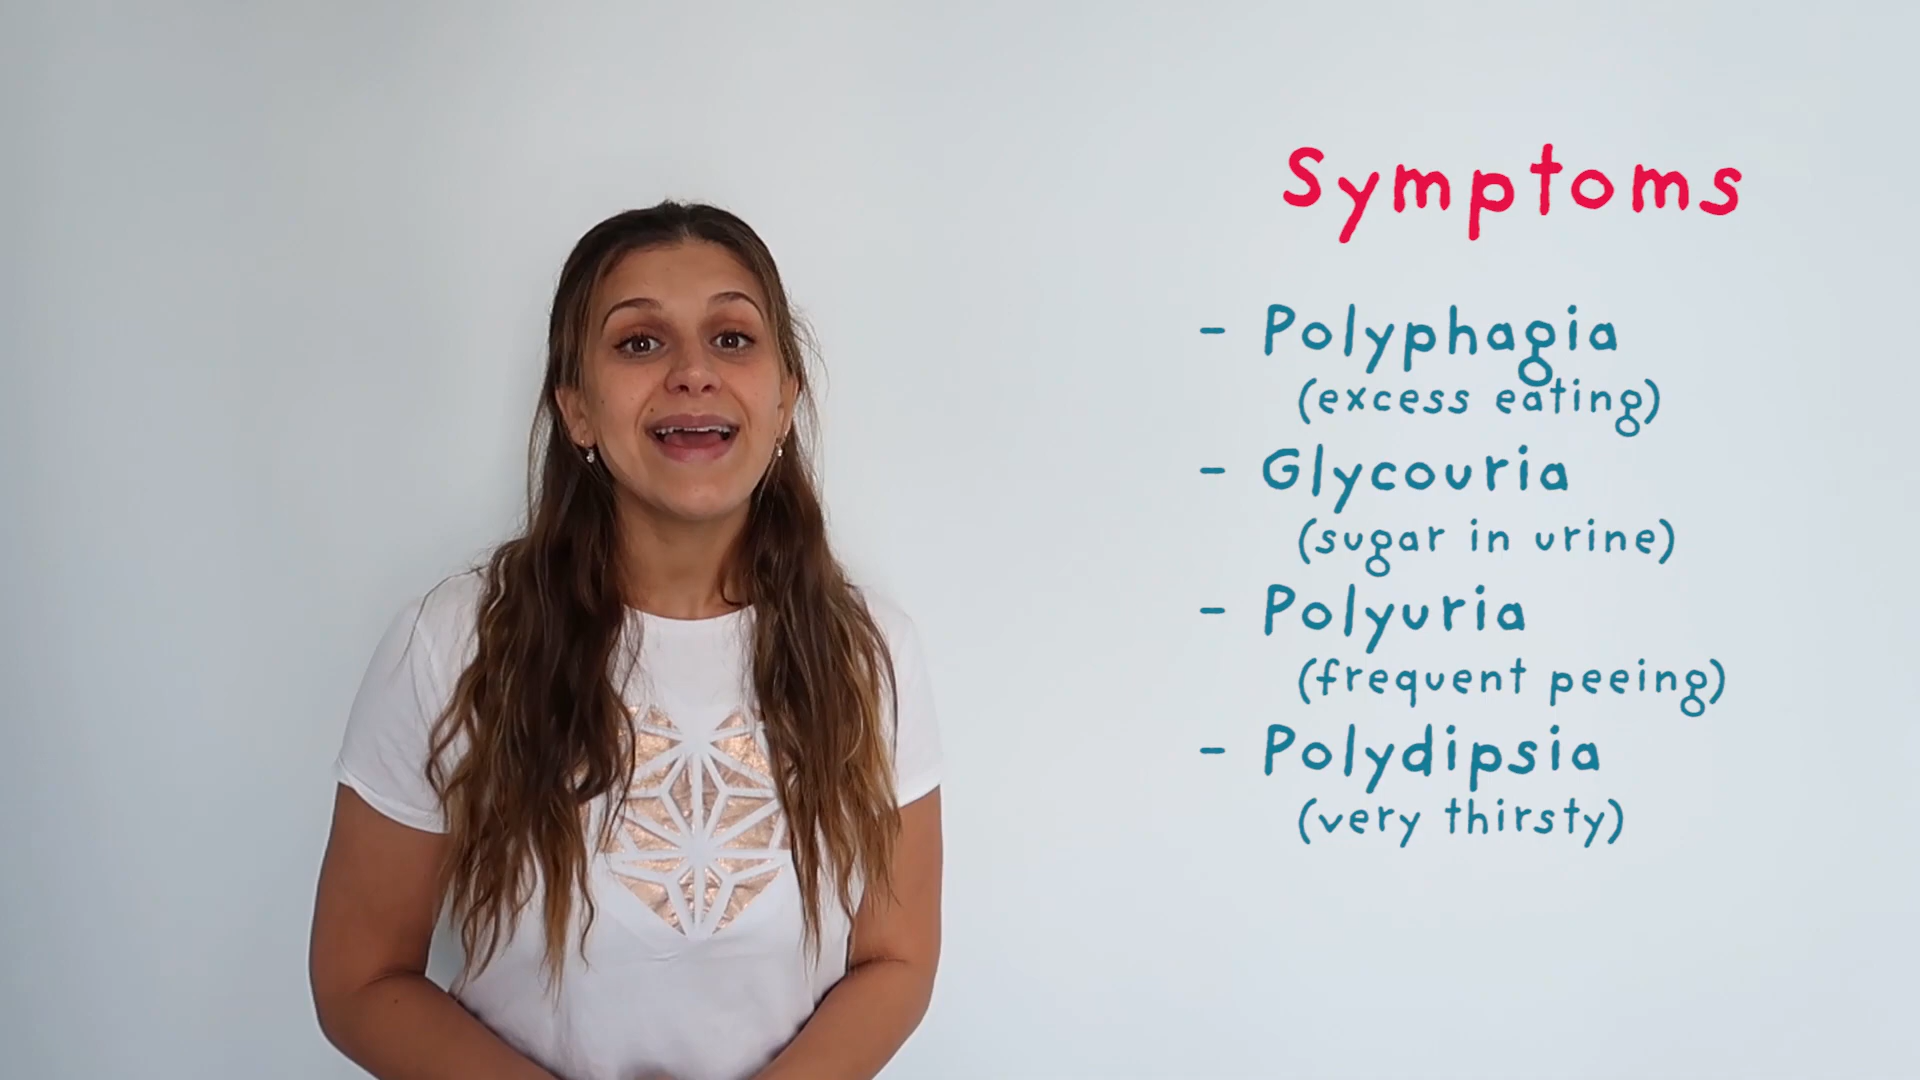 Symptoms
- Polyphagia
(excess eating)
- Glycouria
(sugar in urine)
- Polyuria
(frequent peeing)
- Polydipsia
(very thirsty)